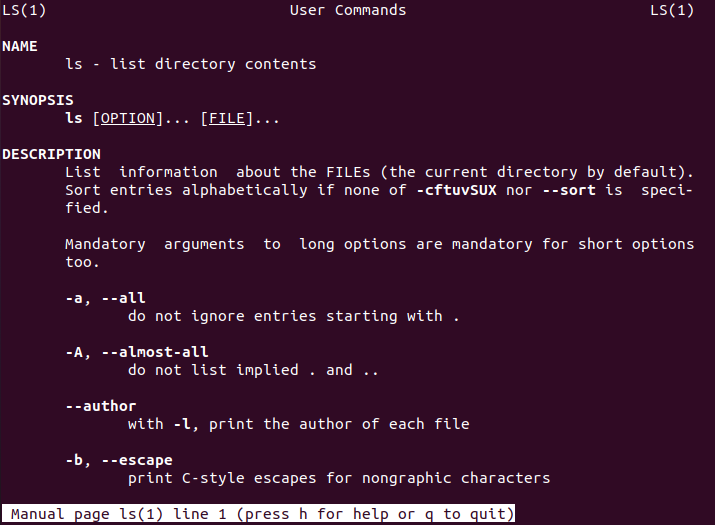 LS(1) User Commands LS(1)
NAME
ls - list directory contents
SYNOPSIS
ls [OPTION]... [FILE]...
DESCRIPTION
List information about the FILEs (the current directory by default).
Sort entries alphabetically if none of -cftuvSUX nor --sort is speci‐
fied.
Mandatory arguments to long options are mandatory for short options
too.
-a, --all
do not ignore entries starting with .
-A, --almost-all
do not list implied . and ..
--author
with -l, print the author of each file
-b, --escape
print C-style escapes for nongraphic characters
Manual page ls(1) line 1 (press h for help or q to quit)